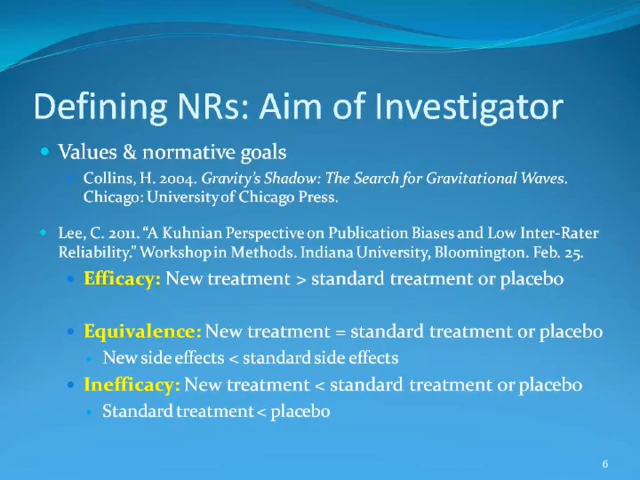 Defining NRs: Aim of Investigator
Values & normative goals
Collins, H. 2004. Gravity's Shadow: The Search for Gravitational Waves.
Chicago: University of Chicago Press.
Lee, C. 2011. "A Kuhnian Perspective on Publication Biases and Low Inter-Rater
Reliability." Workshop in Methods. Indiana University, Bloomington. Feb. 25.
Efficacy: New treatment > standard treatment or placebo
Equivalence: New treatment = standard treatment or placebo
New side effects < standard side effects
Inefficacy: New treatment < standard treatment or placebo
Standard treatment < placebo
6